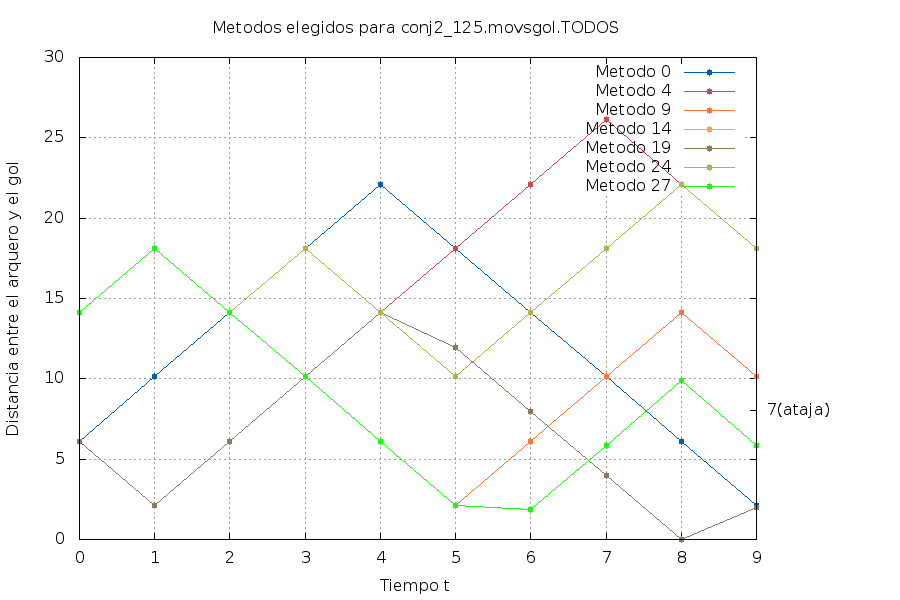 Metodos elegidos para conj2_125.movsgol.TODOS
30
25
20
15
10
5
0
Distancia entre el arquero y el gol
Metodo 0
Metodo 4
Metodo 9
Metodo 14
Metodo 19
Metodo 24
Metodo 27
7(ataja)
0 1 2 3 4 5 6 7 8 9
Tiempo t